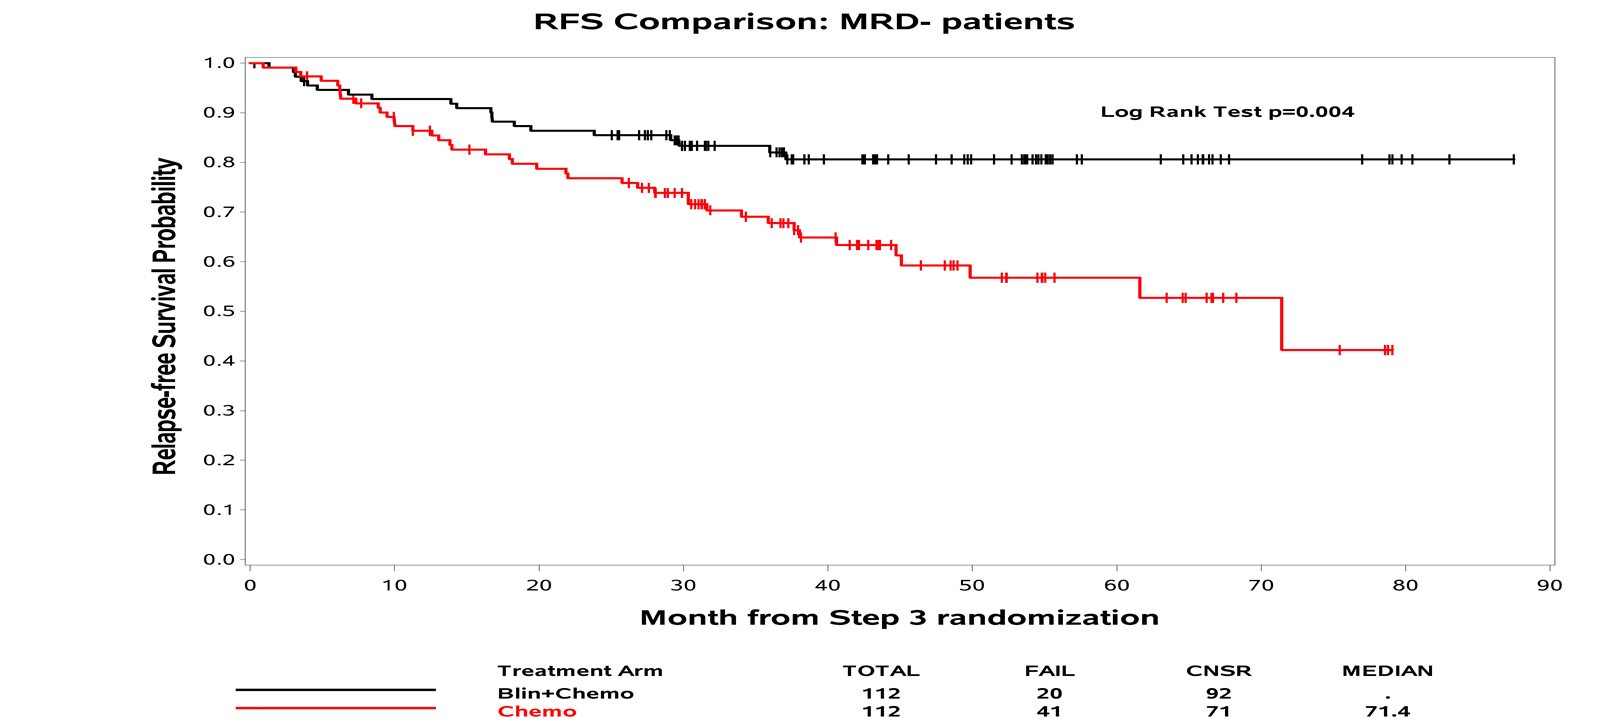 RFS Comparison: MRD- patients
1.0
0.9
Log Rank Test p=0.004
0.8
0.7
0.6
0.5
0.4
0.3
0.2
0.1
0.0
Relapse-free Survival Probability
0 10 20 30 40 50 60 70 80 90
Month from Step 3 randomization
Treatment Arm TOTAL FAIL CNSR MEDIAN
Blin+Chemo 112 20 92 .
Chemo 112 41 71 71.4